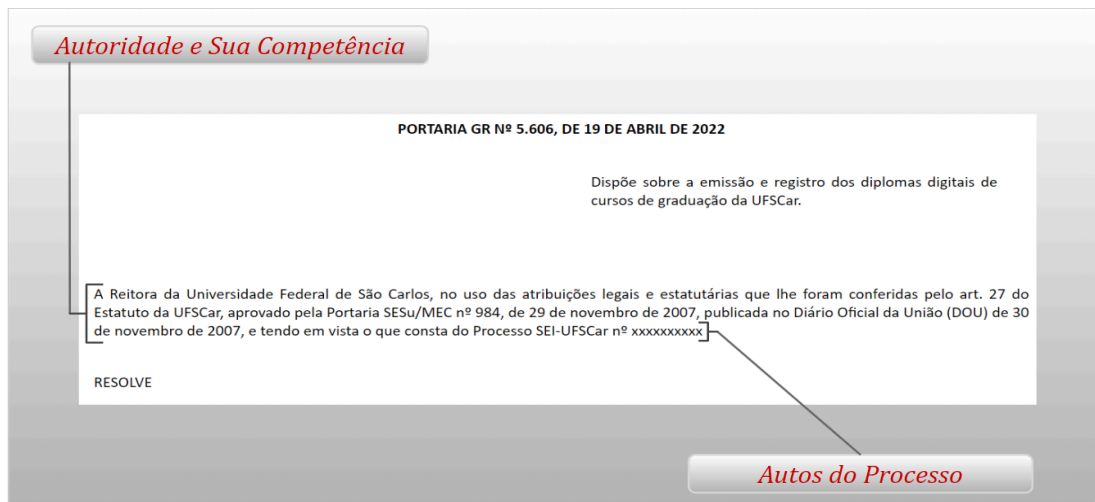 Autoridade e Sua Competência
PORTARIA GR Nº 5.606, DE 19 DE ABRIL DE 2022
Dispõe sobre a emissão e registro dos diplomas digitais de
cursos de graduação da UFSCar.
A Reitora da Universidade Federal de São Carlos, no uso das atribuições legais e estatutárias que lhe foram conferidas pelo art. 27 do
Estatuto da UFSCar, aprovado pela Portaria SESu/MEC nº 984, de 29 de novembro de 2007, publicada no Diário Oficial da União (DOU) de 30
de novembro de 2007, e tendo em vista o que consta do Processo SEI-UFSCar nº xxxxxxxxxx
RESOLVE
Autos do Processo